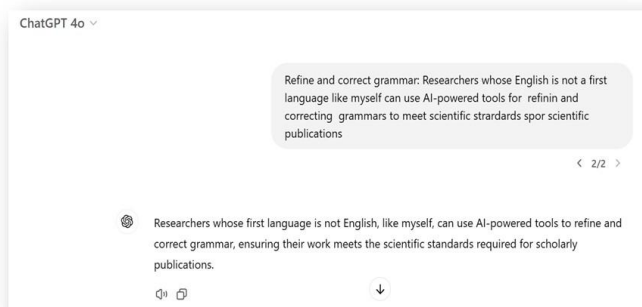 ChatGPT 4o
Refine and correct grammar: Researchers whose English is not a first
language like myself can use AI-powered tools for refinin and
correcting grammars to meet scientific strardards spor scientific
publications
2/2
Researchers whose first language is not English, like myself, can use AI-powered tools to refine and
correct grammar, ensuring their work meets the scientific standards required for scholarly
publications.